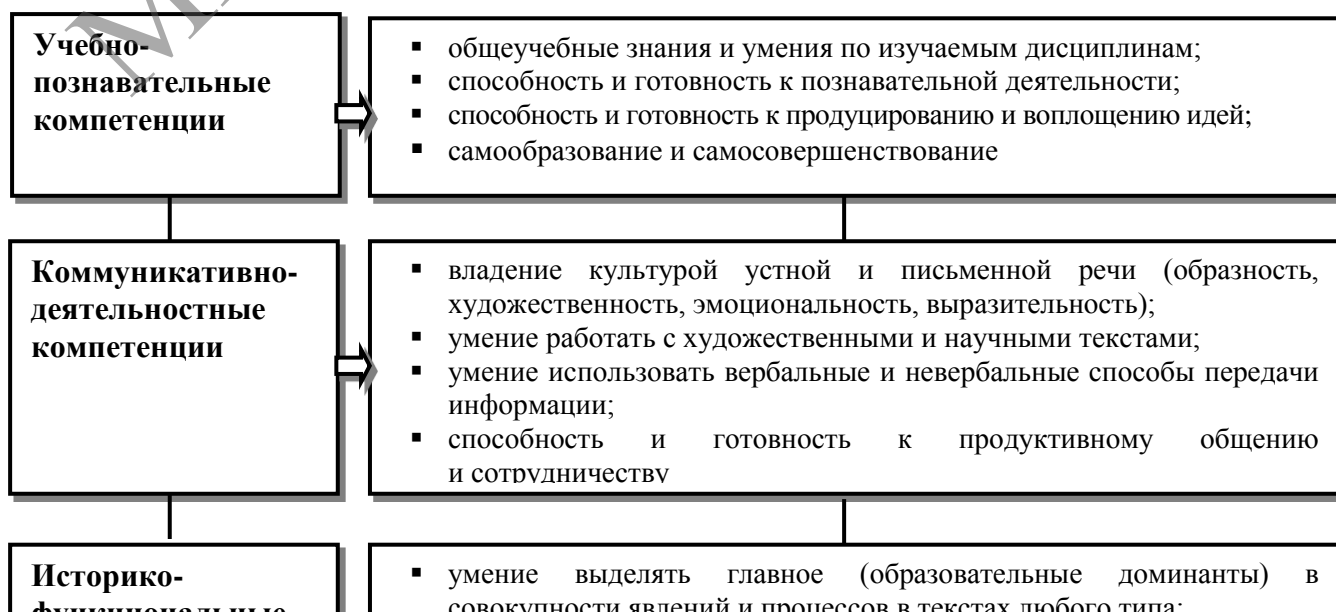 Учебно-
познавательные
компетенции
▪ общеучебные знания и умения по изучаемым дисциплинам;
▪ способность и готовность к познавательной деятельности;
▪ способность и готовность к продуцированию и воплощению идей;
▪ самообразование и самосовершенствование
Коммуникативно-
деятельностные
компетенции
▪ владение культурой устной и письменной речи (образность,
художественность, эмоциональность, выразительность);
▪ умение работать с художественными и научными текстами;
▪ умение использовать вербальные и невербальные способы передачи
информации;
▪ способность и готовность к продуктивному общению
и сотрудничеству
Историко-
функциональные
▪ умение выделять главное (образовательные доминанты) в
совокупности явлений и процессов в текстах любого типа;